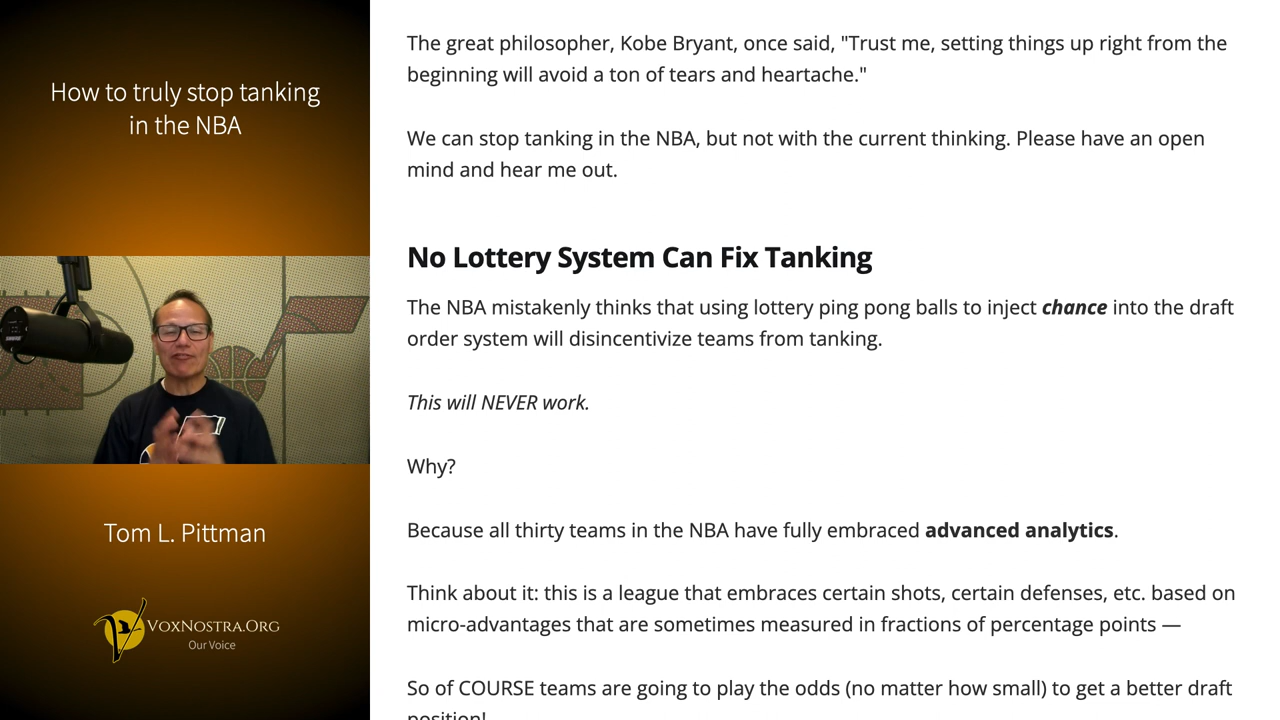 How to truly stop tanking
in the NBA
Tom L. Pittman
VOXNOSTRA.ORG
Our Voice
The great philosopher, Kobe Bryant, once said, "Trust me, setting things up right from the
beginning will avoid a ton of tears and heartache."
We can stop tanking in the NBA, but not with the current thinking. Please have an open
mind and hear me out.
No Lottery System Can Fix Tanking
The NBA mistakenly thinks that using lottery ping pong balls to inject chance into the draft
order system will disincentivize teams from tanking.
This will NEVER work.
Why?
Because all thirty teams in the NBA have fully embraced advanced analytics.
Think about it: this is a league that embraces certain shots, certain defenses, etc. based on
micro-advantages that are sometimes measured in fractions of percentage points —
So of COURSE teams are going to play the odds (no matter how small) to get a better draft
position!